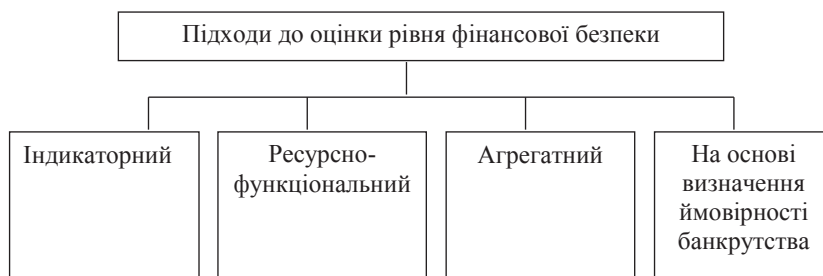 Підходи до оцінки рівня фінансової безпеки
Індикаторний
Ресурсно-
функціональний
Агрегатний
На основі
визначення
ймовірності
банкрутства